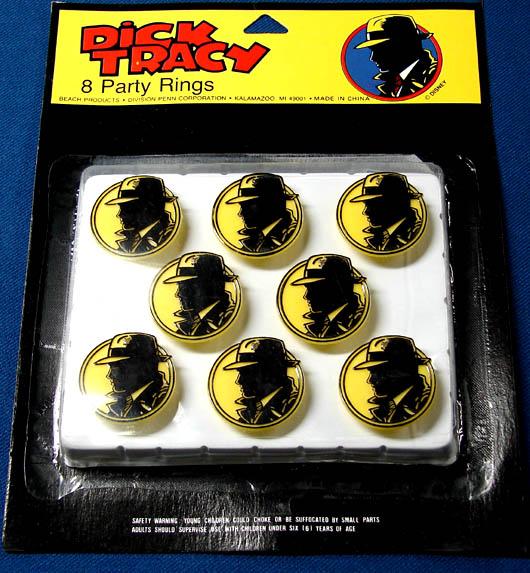 DICK
TRACY
8 Party Rings
BEACH PRODUCTS • DIVISION PENN CORPORATION • KALAMAZOO, MI 49001 • MADE IN CHINA
© DISNEY
SAFETY WARNING: YOUNG CHILDREN COULD CHOKE OR BE SUFFOCATED BY SMALL PARTS
ADULTS SHOULD SUPERVISE USE WITH CHILDREN UNDER SIX (6) YEARS OF AGE